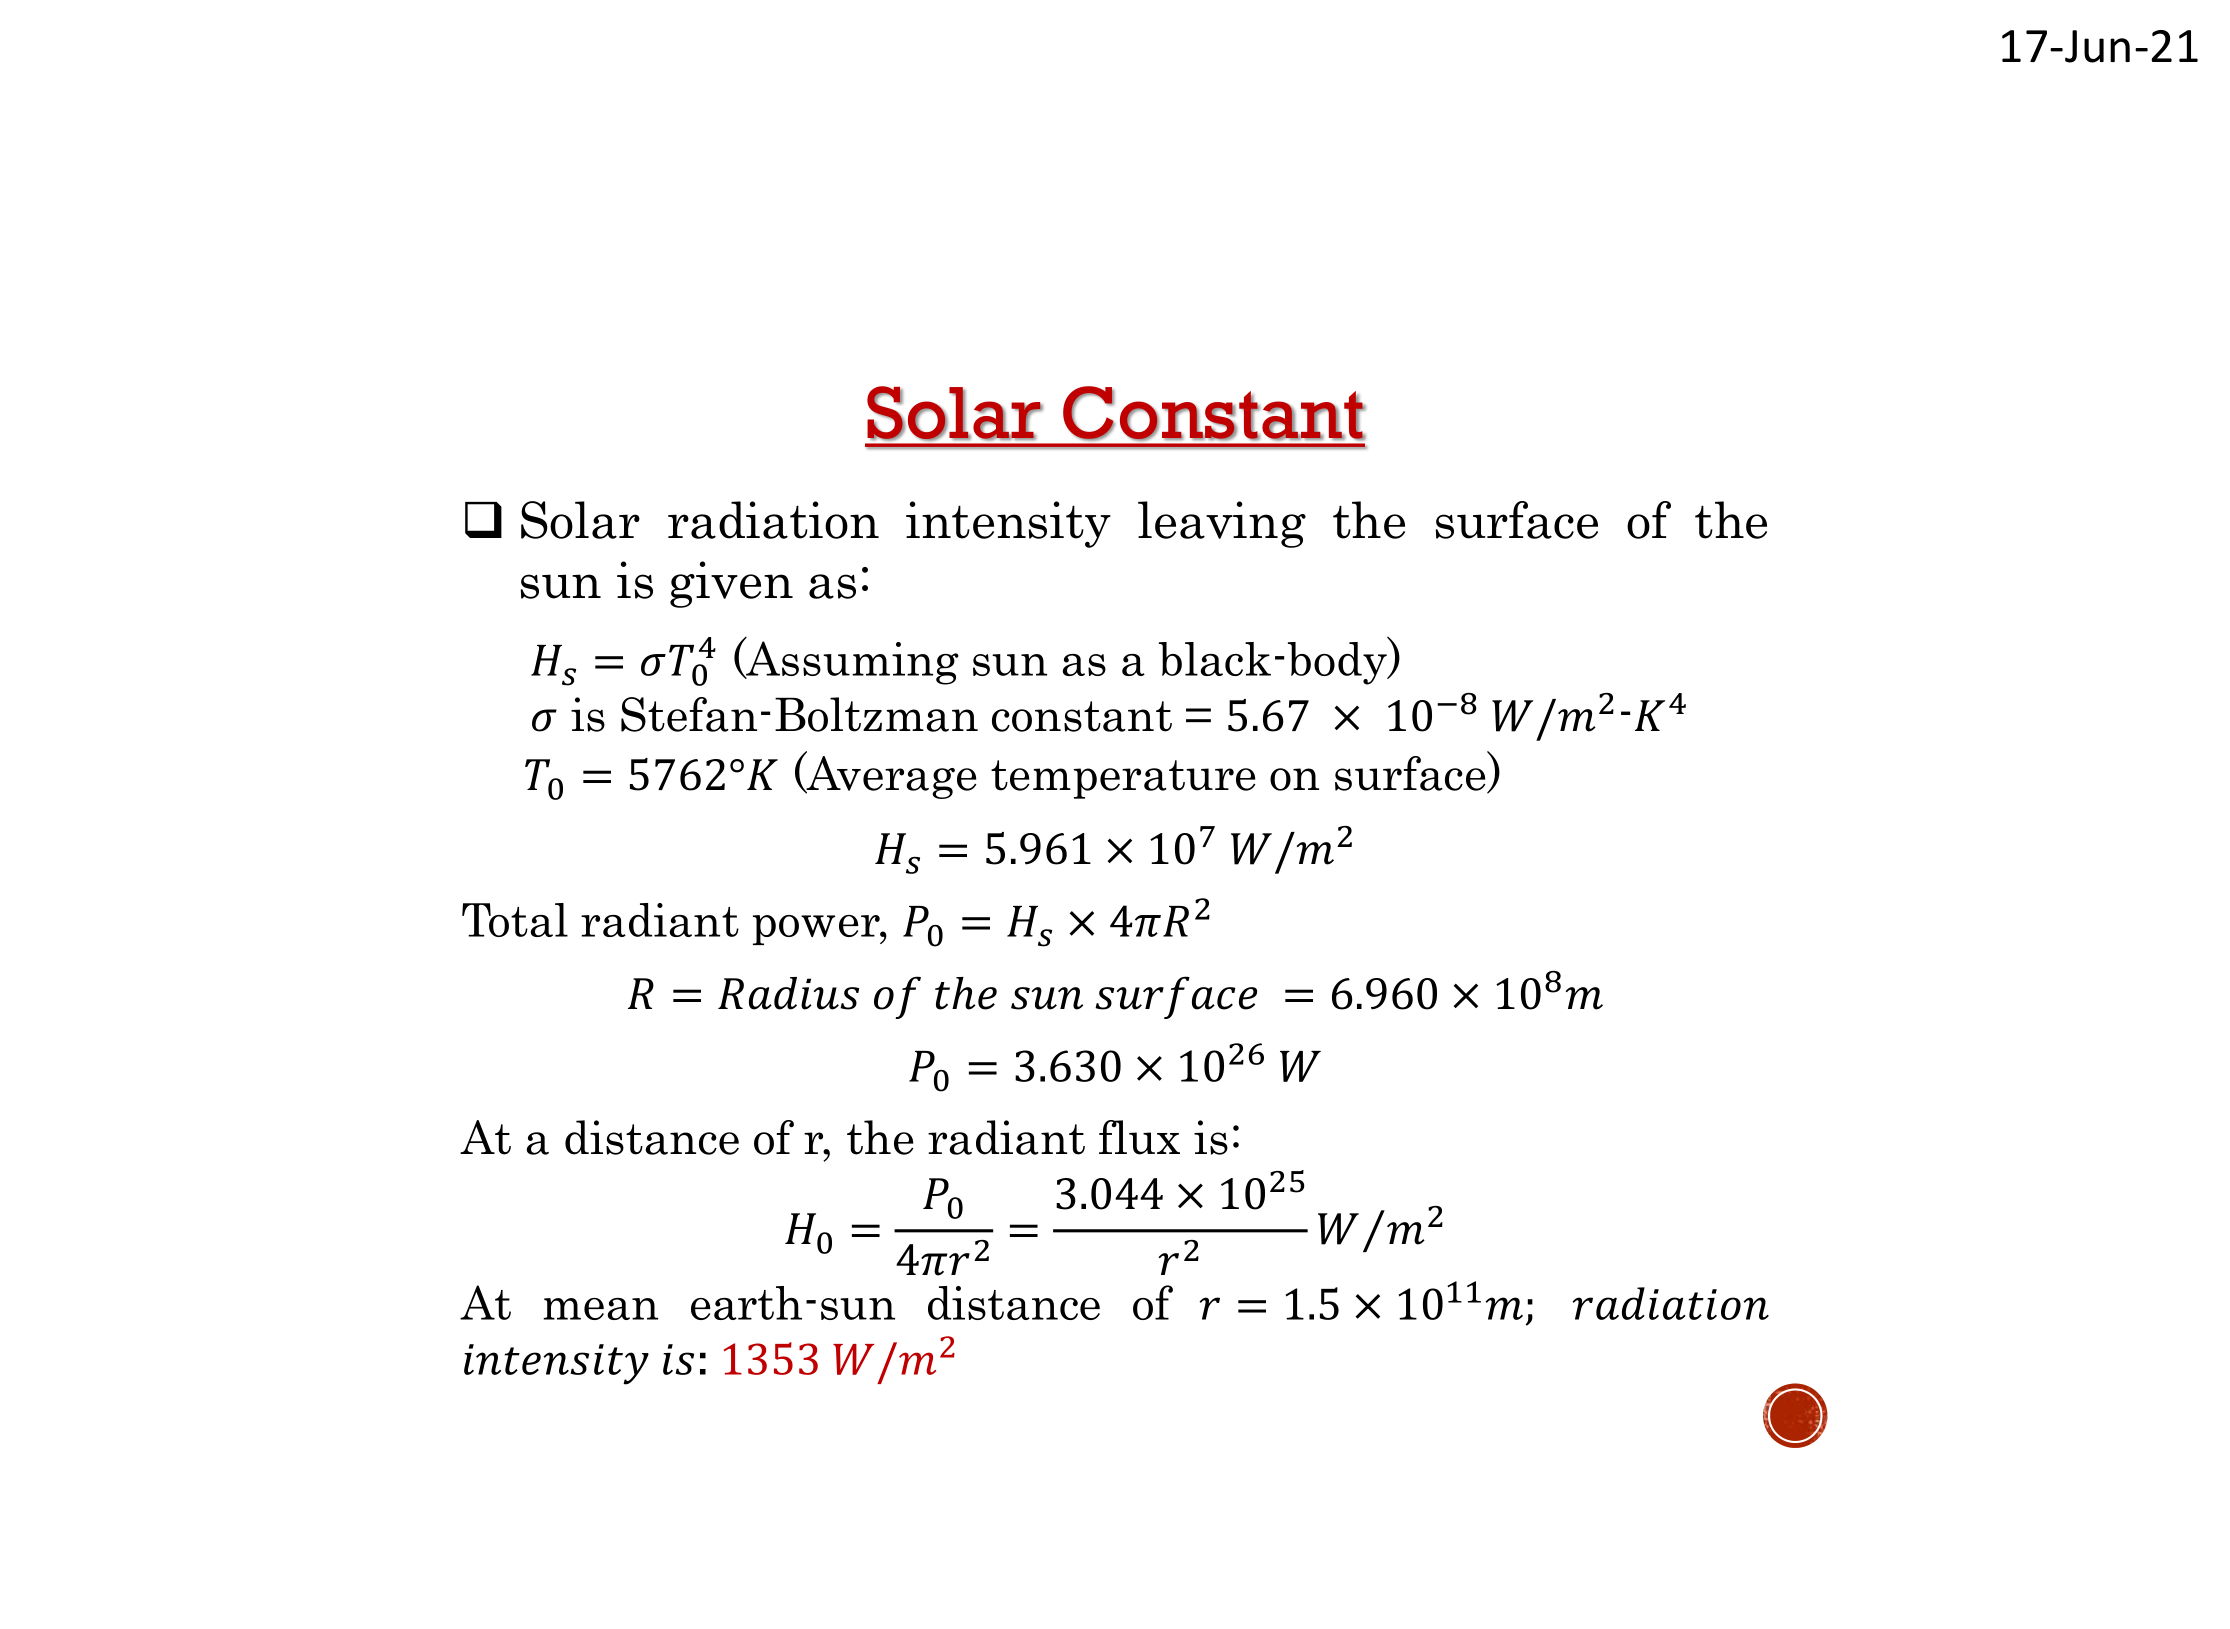 17-Jun-21
Solar Constant
❑ Solar radiation intensity leaving the surface of the
sun is given as:
H_s = σT_0^4 (Assuming sun as a black-body)
σ is Stefan-Boltzman constant = 5.67 × 10^−8 W/m^2-K^4
T_0 = 5762°K (Average temperature on surface)
H_s = 5.961 × 10^7 W/m^2
Total radiant power, P_0 = H_s × 4πR^2
R = Radius of the sun surface = 6.960 × 10^8 m
P_0 = 3.630 × 10^26 W
At a distance of r, the radiant flux is:
H_0 = P_0/(4πr^2) = (3.044 × 10^25)/r^2 W/m^2
At mean earth-sun distance of r = 1.5 × 10^11 m; radiation
intensity is: 1353 W/m^2